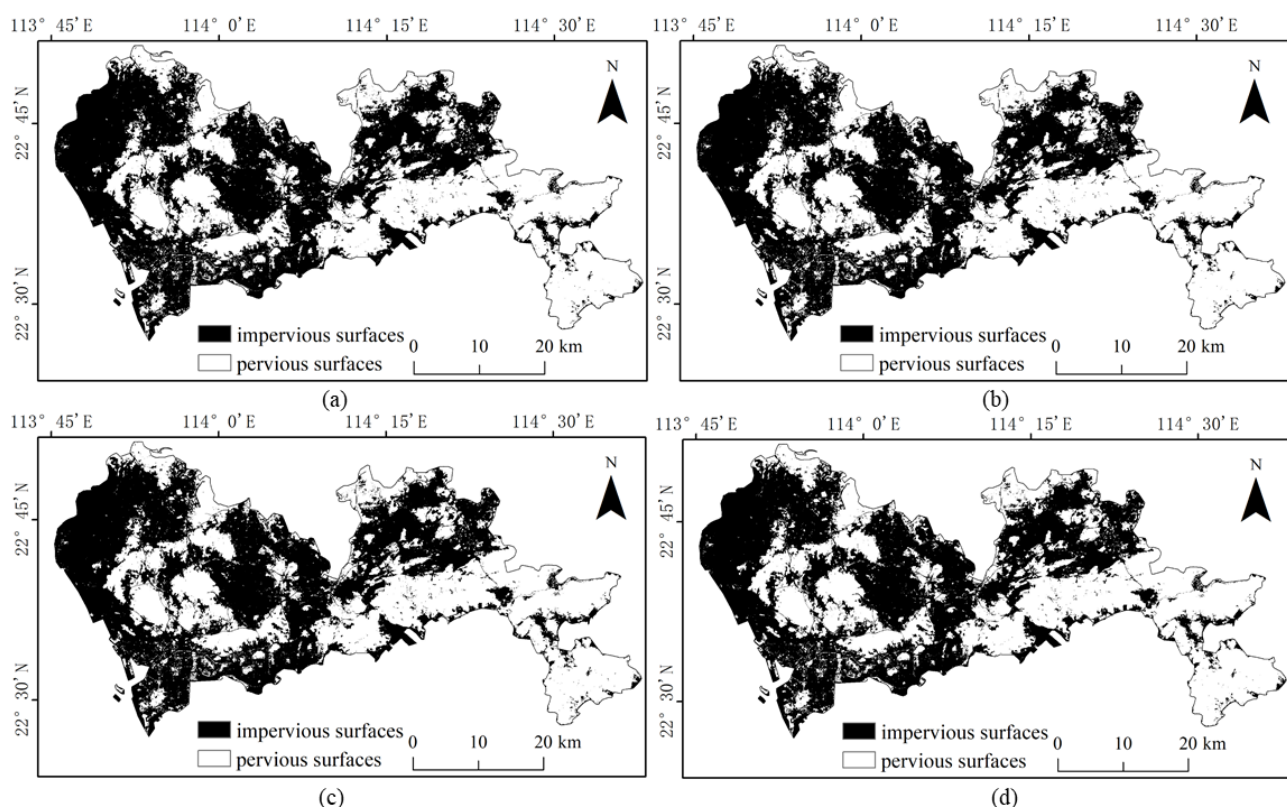 113° 45′ E 114° 0′ E 114° 15′ E 114° 30′ E 113° 45′ E 114° 0′ E 114° 15′ E 114° 30′ E
N N
22° 45′ N 22° 45′ N
22° 30′ N 22° 30′ N
impervious surfaces 0 10 20 km impervious surfaces 0 10 20 km
pervious surfaces pervious surfaces
(a) (b)
113° 45′ E 114° 0′ E 114° 15′ E 114° 30′ E 113° 45′ E 114° 0′ E 114° 15′ E 114° 30′ E
N N
22° 45′ N 22° 45′ N
22° 30′ N 22° 30′ N
impervious surfaces 0 10 20 km impervious surfaces 0 10 20 km
pervious surfaces pervious surfaces
(c) (d)